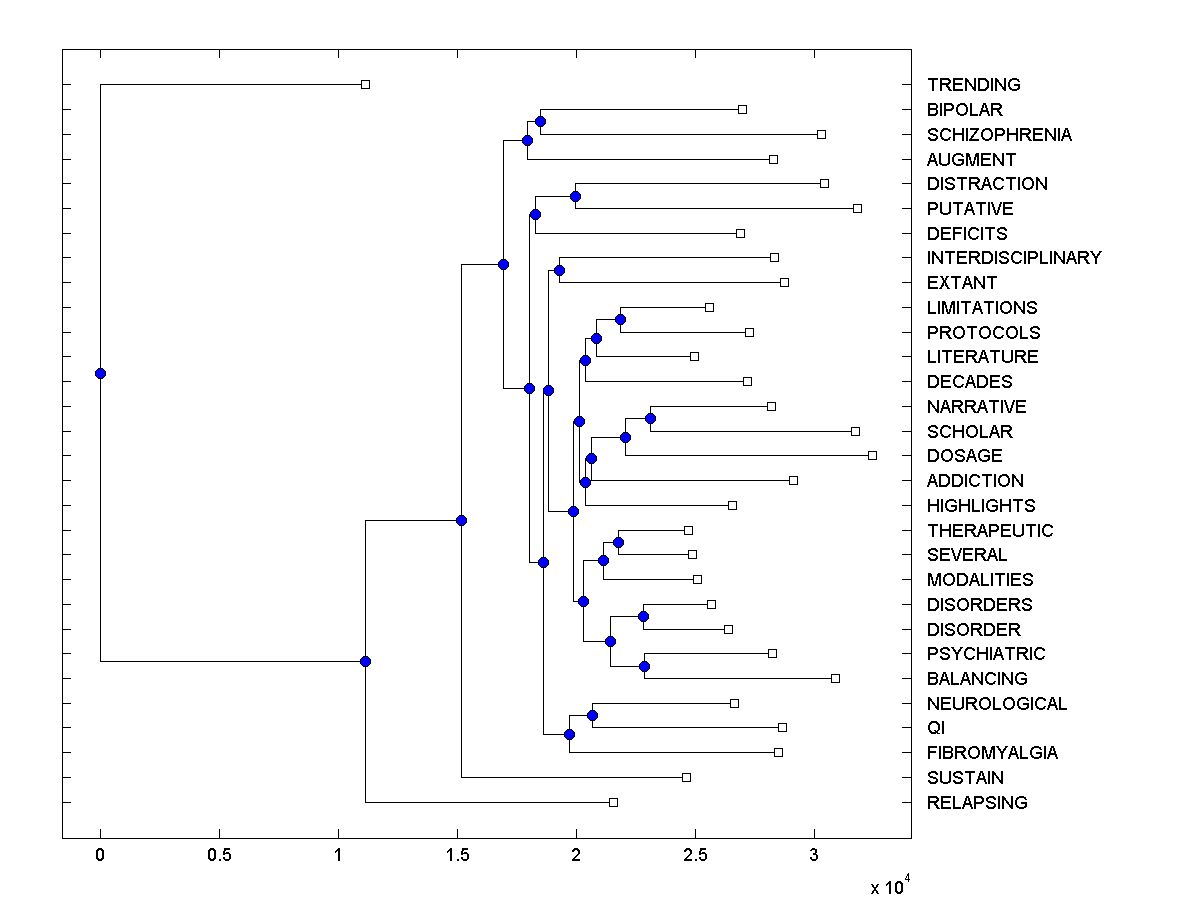 TRENDING
BIPOLAR
SCHIZOPHRENIA
AUGMENT
DISTRACTION
PUTATIVE
DEFICITS
INTERDISCIPLINARY
EXTANT
LIMITATIONS
PROTOCOLS
LITERATURE
DECADES
NARRATIVE
SCHOLAR
DOSAGE
ADDICTION
HIGHLIGHTS
THERAPEUTIC
SEVERAL
MODALITIES
DISORDERS
DISORDER
PSYCHIATRIC
BALANCING
NEUROLOGICAL
QI
FIBROMYALGIA
SUSTAIN
RELAPSING
0 0.5 1 1.5 2 2.5 3
x 10^4